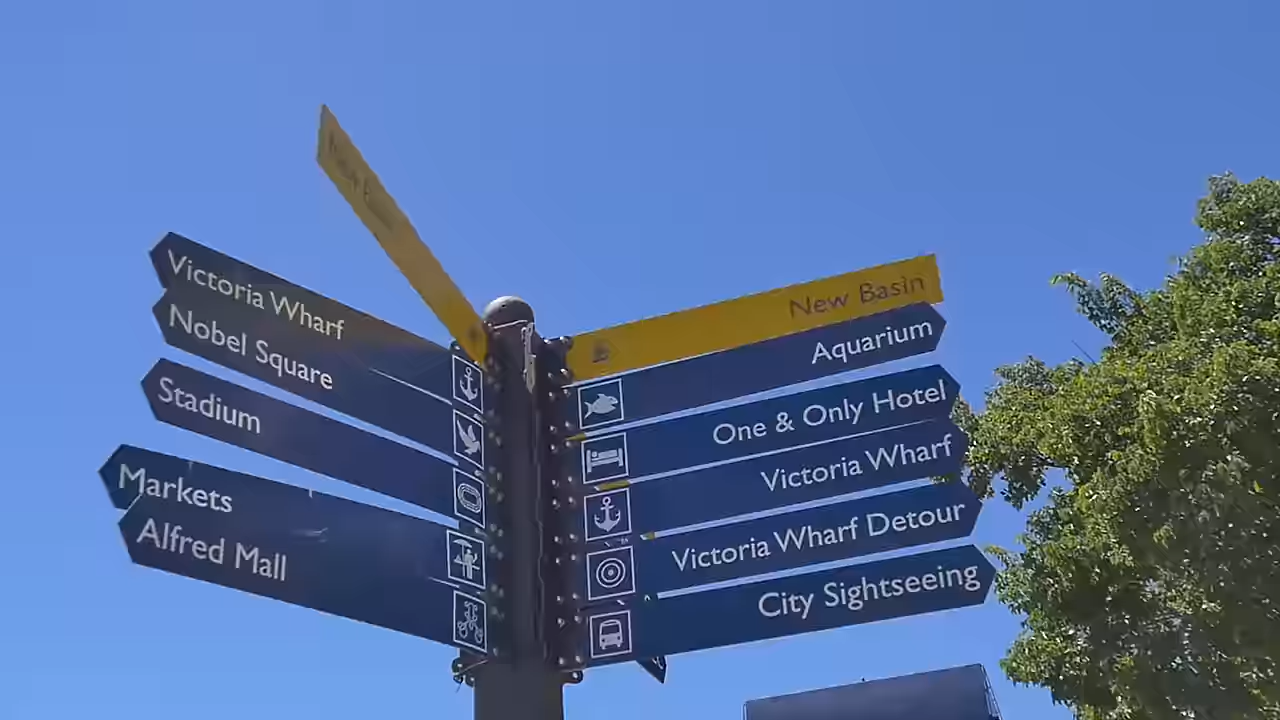 Victoria Wharf
Nobel Square
Stadium
Markets
Alfred Mall
New Basin
Aquarium
One & Only Hotel
Victoria Wharf
Victoria Wharf Detour
City Sightseeing